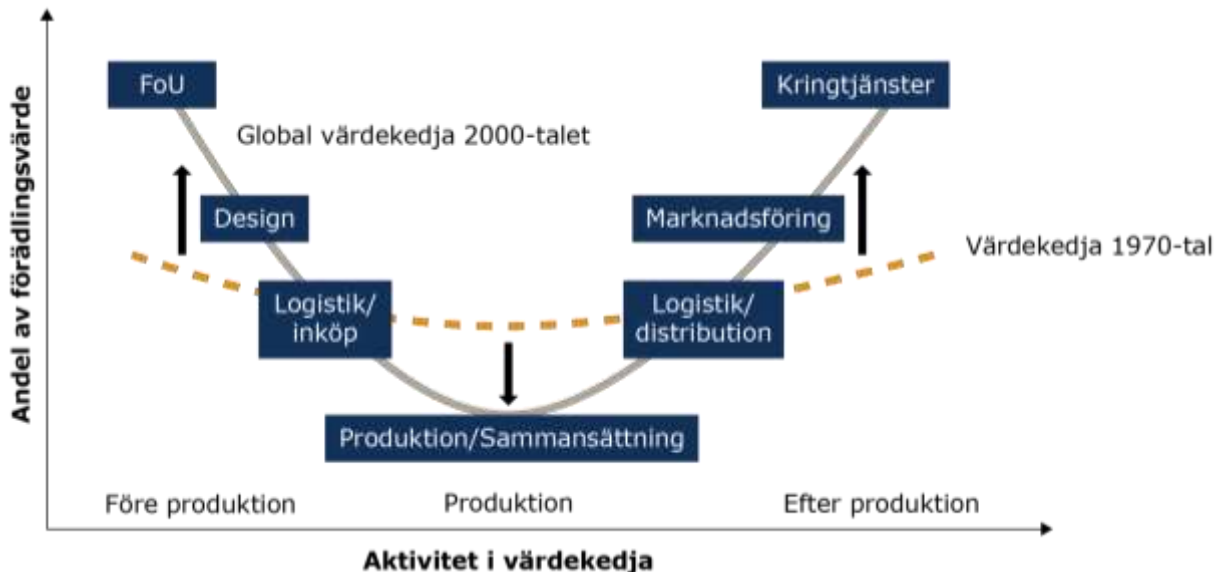 Andel av förädlingsvärde
FoU
Kringtjänster
Global värdekedja 2000-talet
Design
Marknadsföring
Värdekedja 1970-tal
Logistik/
inköp
Logistik/
distribution
Produktion/Sammansättning
Före produktion
Produktion
Efter produktion
Aktivitet i värdekedja